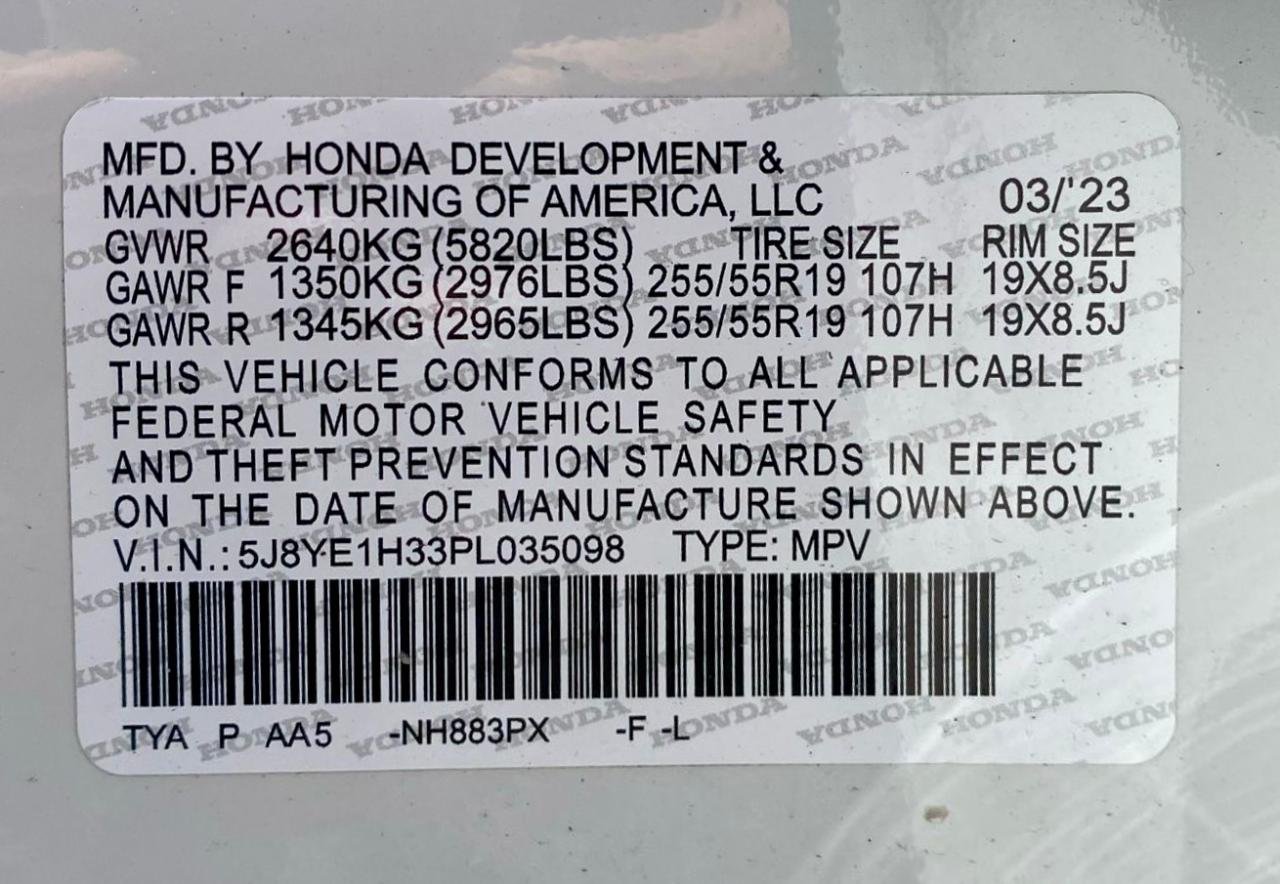 MFD. BY HONDA DEVELOPMENT &
MANUFACTURING OF AMERICA, LLC 03/'23
GVWR 2640KG (5820LBS) TIRE SIZE RIM SIZE
GAWR F 1350KG (2976LBS) 255/55R19 107H 19X8.5J
GAWR R 1345KG (2965LBS) 255/55R19 107H 19X8.5J
THIS VEHICLE CONFORMS TO ALL APPLICABLE
FEDERAL MOTOR VEHICLE SAFETY
AND THEFT PREVENTION STANDARDS IN EFFECT
ON THE DATE OF MANUFACTURE SHOWN ABOVE.
V.I.N.: 5J8YE1H33PL035098 TYPE: MPV
TYA P AA5 -NH883PX -F -L